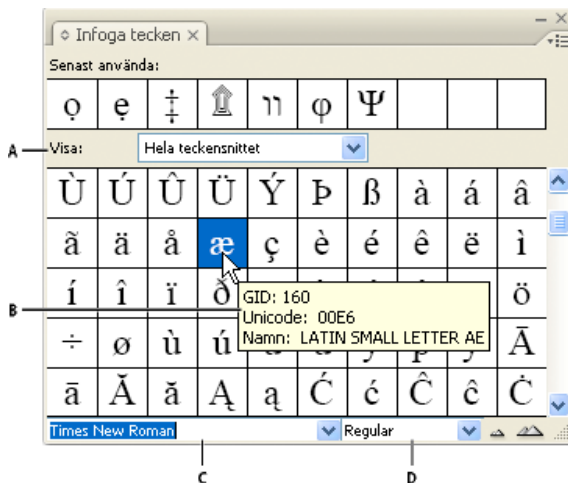 Infoga tecken
Senast använda:
ọ ẹ ‡ װ φ Ψ
A Visa: Hela teckensnittet
Ù Ú Û Ü Ý Þ ß à á â
ã ä å æ ç è é ê ë ì
í î ï ð ö
B GID: 160
Unicode: 00E6
Namn: LATIN SMALL LETTER AE
÷ ø ù ú Ā
ā Ă ă Ą ą Ć ć Ĉ ĉ Ċ
Times New Roman Regular
C D